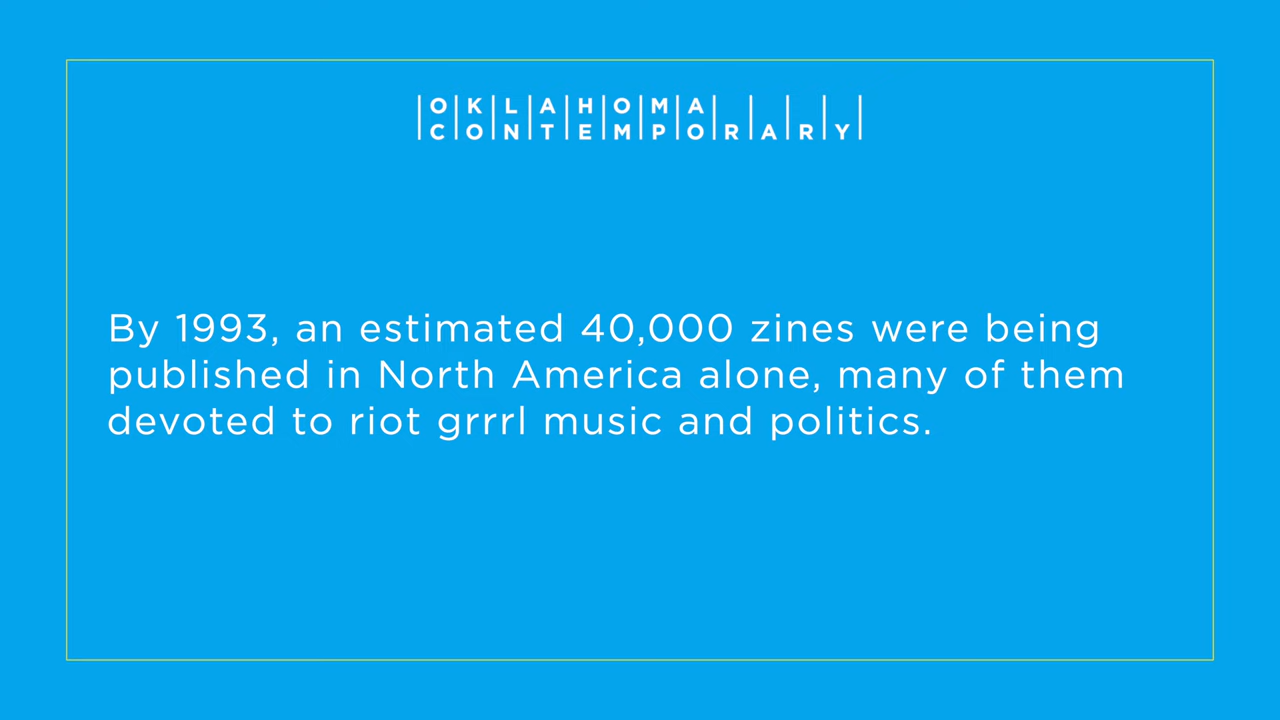 OKLAHOMA
CONTEMPORARY
By 1993, an estimated 40,000 zines were being
published in North America alone, many of them
devoted to riot grrrl music and politics.